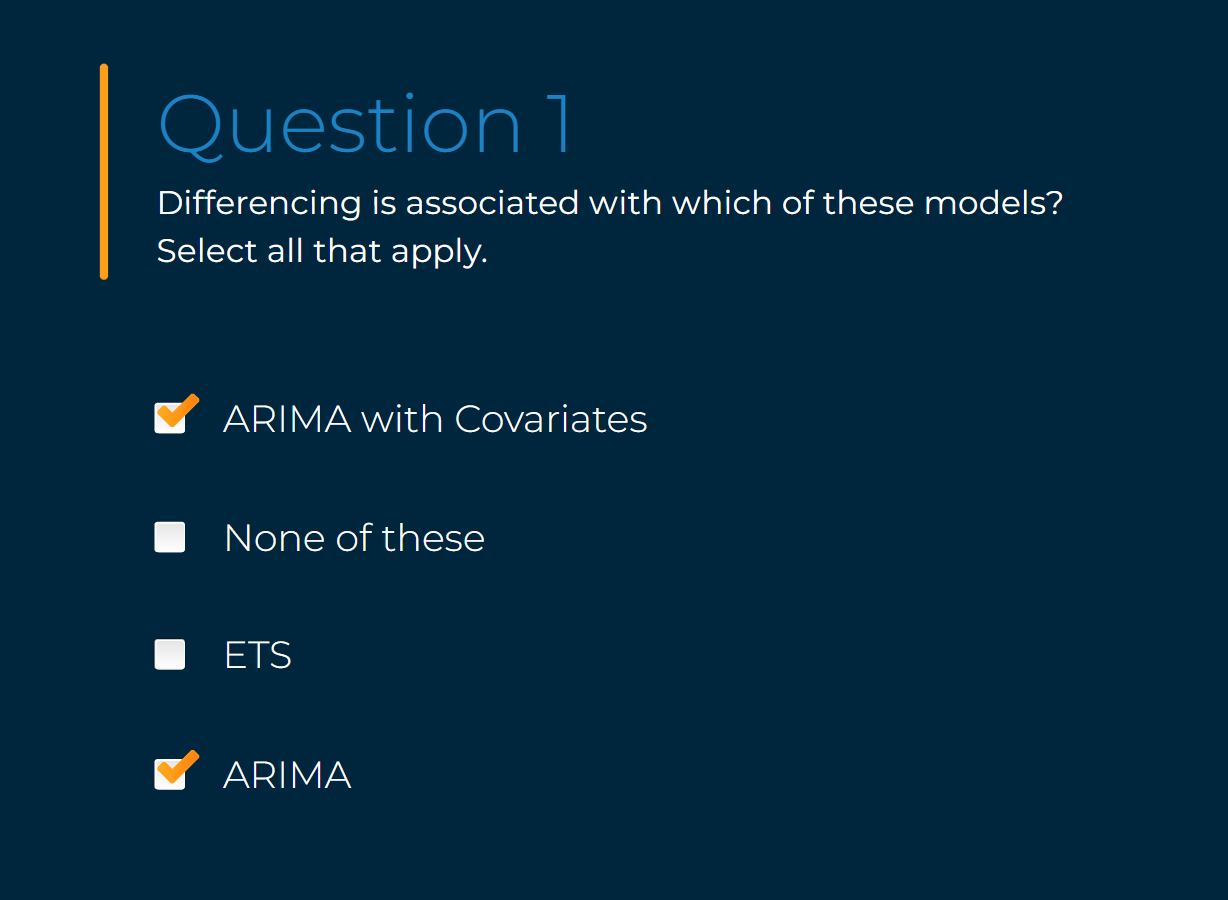 Question 1
Differencing is associated with which of these models?
Select all that apply.
ARIMA with Covariates
None of these
ETS
ARIMA